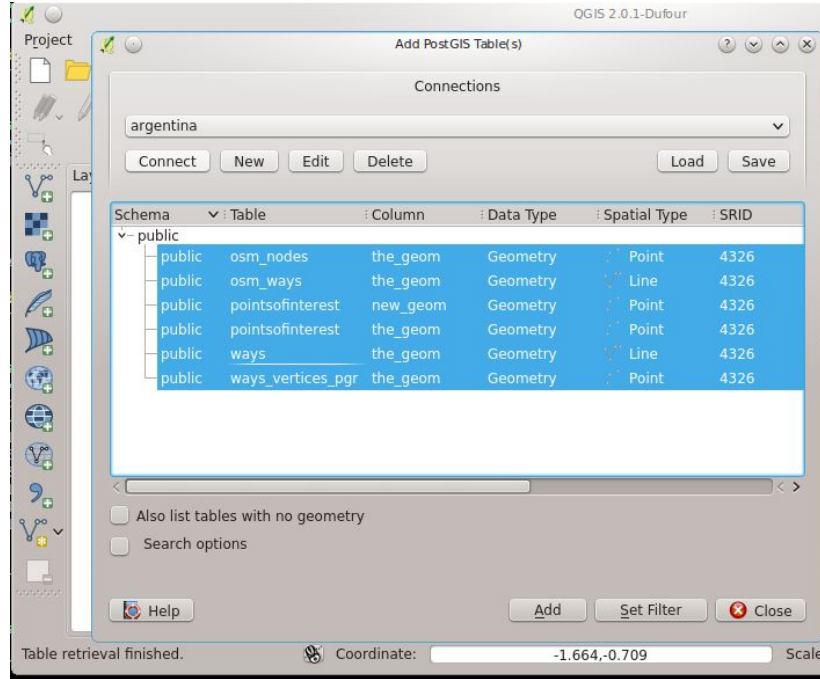 QGIS 2.0.1-Dufour
Project
Add PostGIS Table(s)
Connections
argentina
Connect New Edit Delete Load Save
Schema Table Column Data Type Spatial Type SRID
public
public osm_nodes the_geom Geometry Point 4326
public osm_ways the_geom Geometry Line 4326
public pointsofinterest new_geom Geometry Point 4326
public pointsofinterest the_geom Geometry Point 4326
public ways the_geom Geometry Line 4326
public ways_vertices_pgr the_geom Geometry Point 4326
Also list tables with no geometry
Search options
Help Add Set Filter Close
Table retrieval finished. Coordinate: -1.664,-0.709 Scale